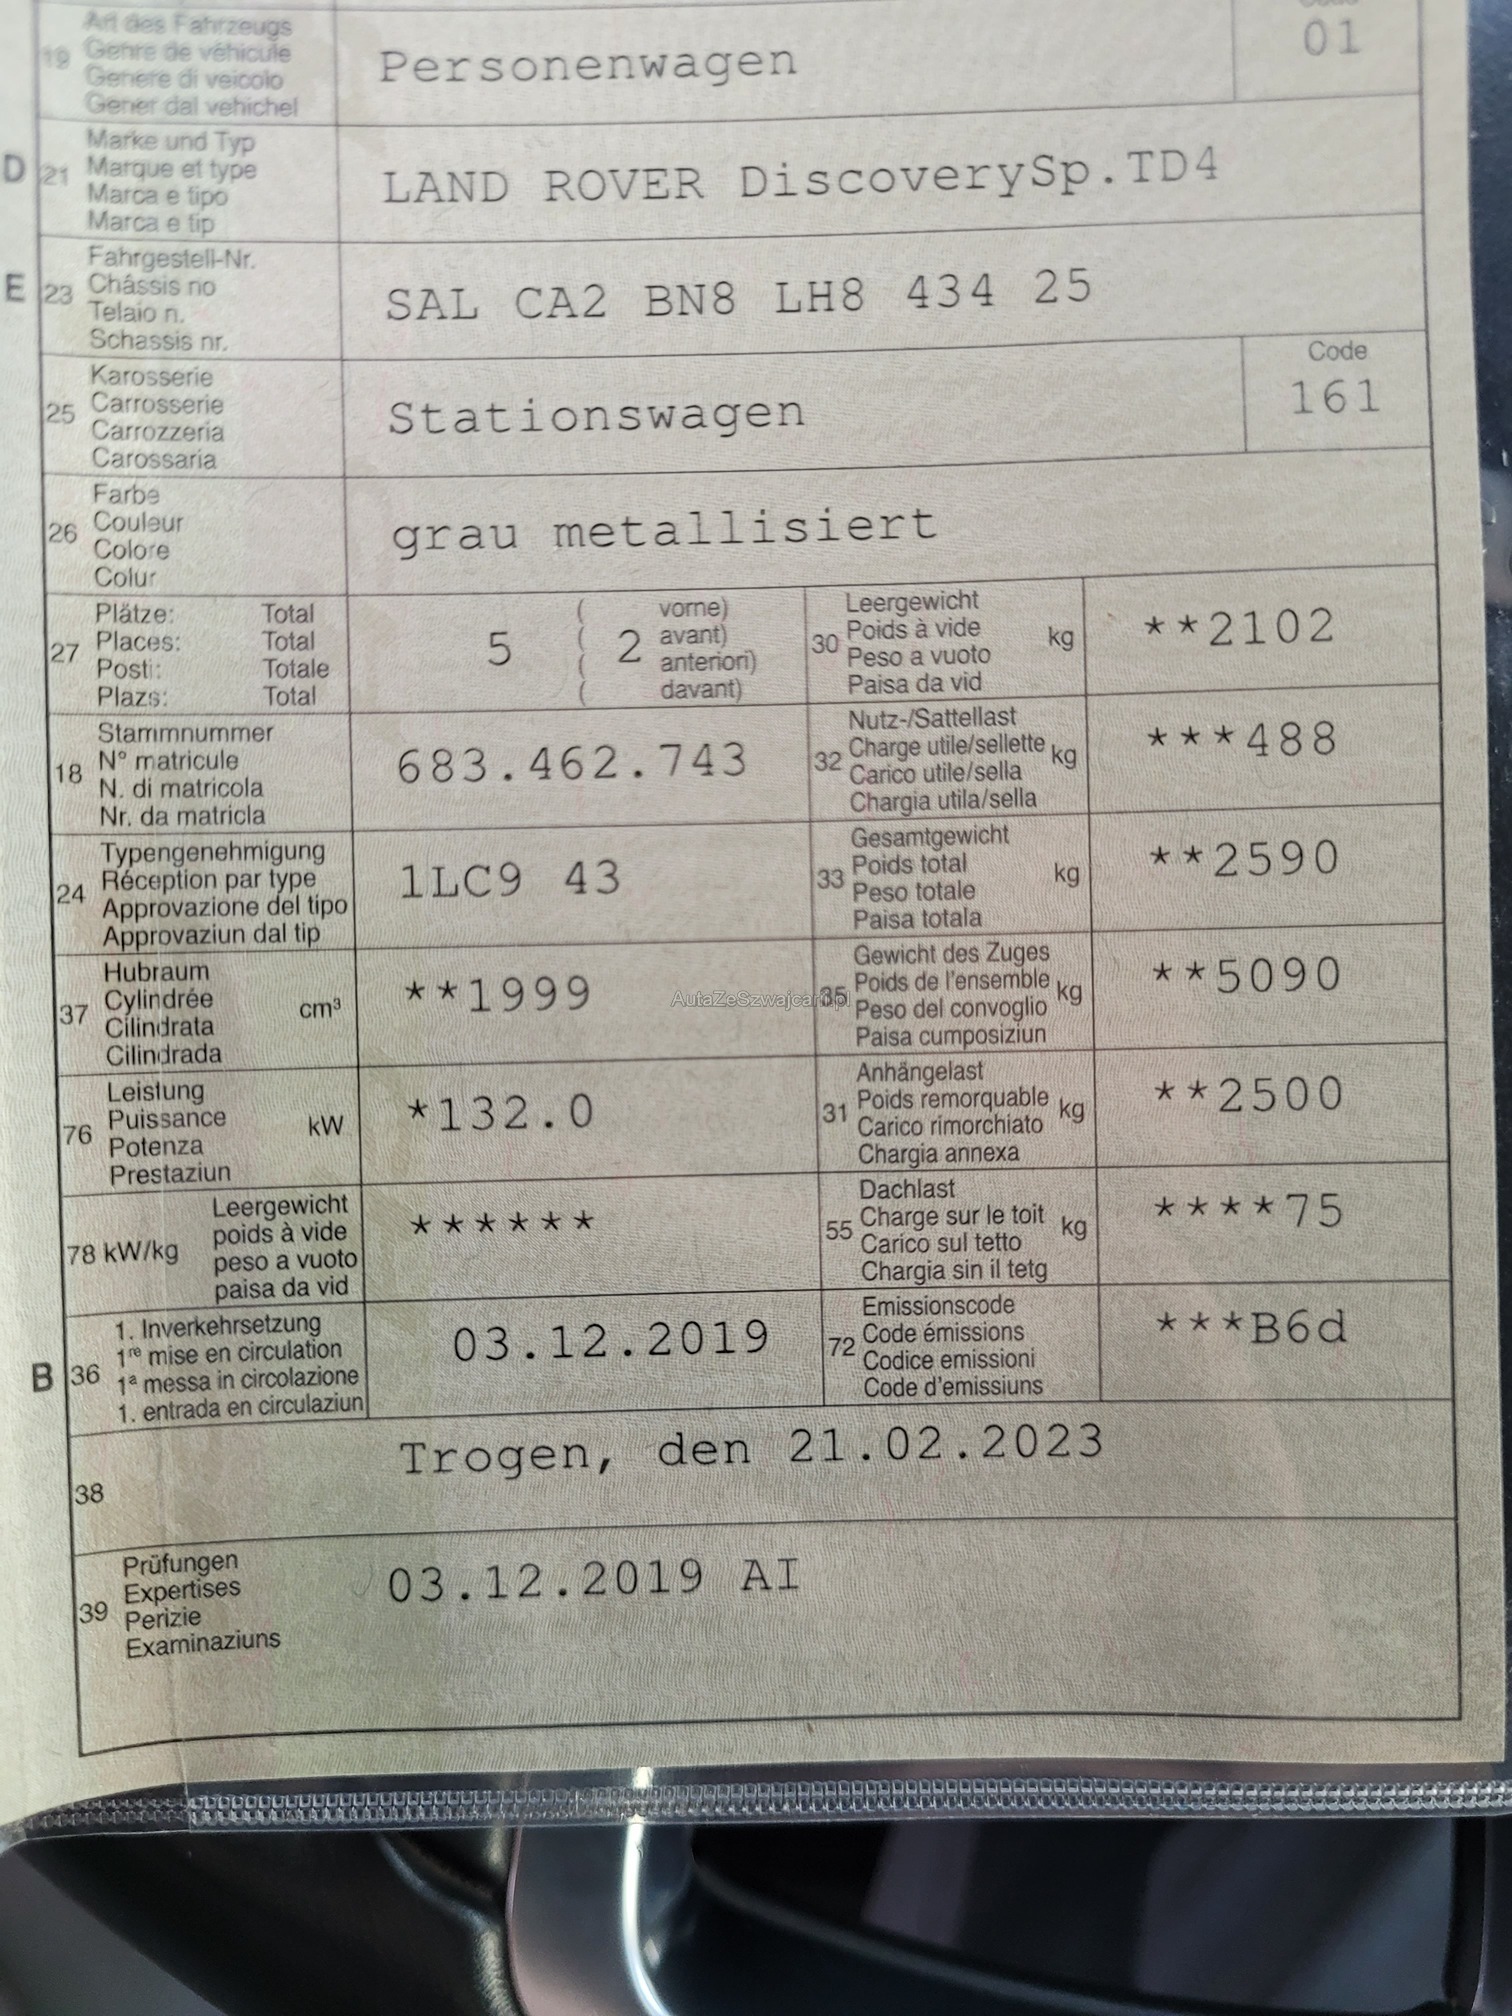 Art des Fahrzeugs
19 Genre de véhicule
Genere di veicolo
Gener dal vehichel
Personenwagen
01
Marke und Typ
D 21 Marque et type
Marca e tipo
Marca e tip
LAND ROVER DiscoverySp.TD4
Fahrgestell-Nr.
E 23 Châssis no
Telaio n.
Schassis nr.
SAL CA2 BN8 LH8 434 25
Karosserie
25 Carrosserie
Carrozzeria
Carossaria
Stationswagen
Code
161
Farbe
26 Couleur
Colore
Colur
grau metallisiert
Plätze: Total
27 Places: Total
Posti: Totale
Plazs: Total
5 ( 2 vorne)
( avant)
( anteriori)
( davant)
Leergewicht
30 Poids à vide kg
Peso a vuoto
Paisa da vid
**2102
Stammnummer
18 N° matricule
N. di matricola
Nr. da matricla
683.462.743
Nutz-/Sattellast
32 Charge utile/sellette kg
Carico utile/sella
Chargia utila/sella
***488
Typengenehmigung
24 Réception par type
Approvazione del tipo
Approvaziun dal tip
1LC9 43
Gesamtgewicht
33 Poids total kg
Peso totale
Paisa totala
**2590
Hubraum
37 Cylindrée cm³
Cilindrata
Cilindrada
**1999
AutaZeSzwajcarii.pl
Gewicht des Zuges
35 Poids de l'ensemble kg
Peso del convoglio
Paisa cumposiziun
**5090
Leistung
76 Puissance kW
Potenza
Prestaziun
*132.0
Anhängelast
31 Poids remorquable kg
Carico rimorchiato
Chargia annexa
**2500
Leergewicht
78 kW/kg poids à vide
peso a vuoto
paisa da vid
******
Dachlast
55 Charge sur le toit kg
Carico sul tetto
Chargia sin il tetg
****75
1. Inverkehrsetzung
B 36 1re mise en circulation
1a messa in circolazione
1. entrada en circulaziun
03.12.2019
Emissionscode
72 Code émissions
Codice emissioni
Code d'emissiuns
***B6d
38 Trogen, den 21.02.2023
Prüfungen
39 Expertises
Perizie
Examinaziuns
03.12.2019 AI